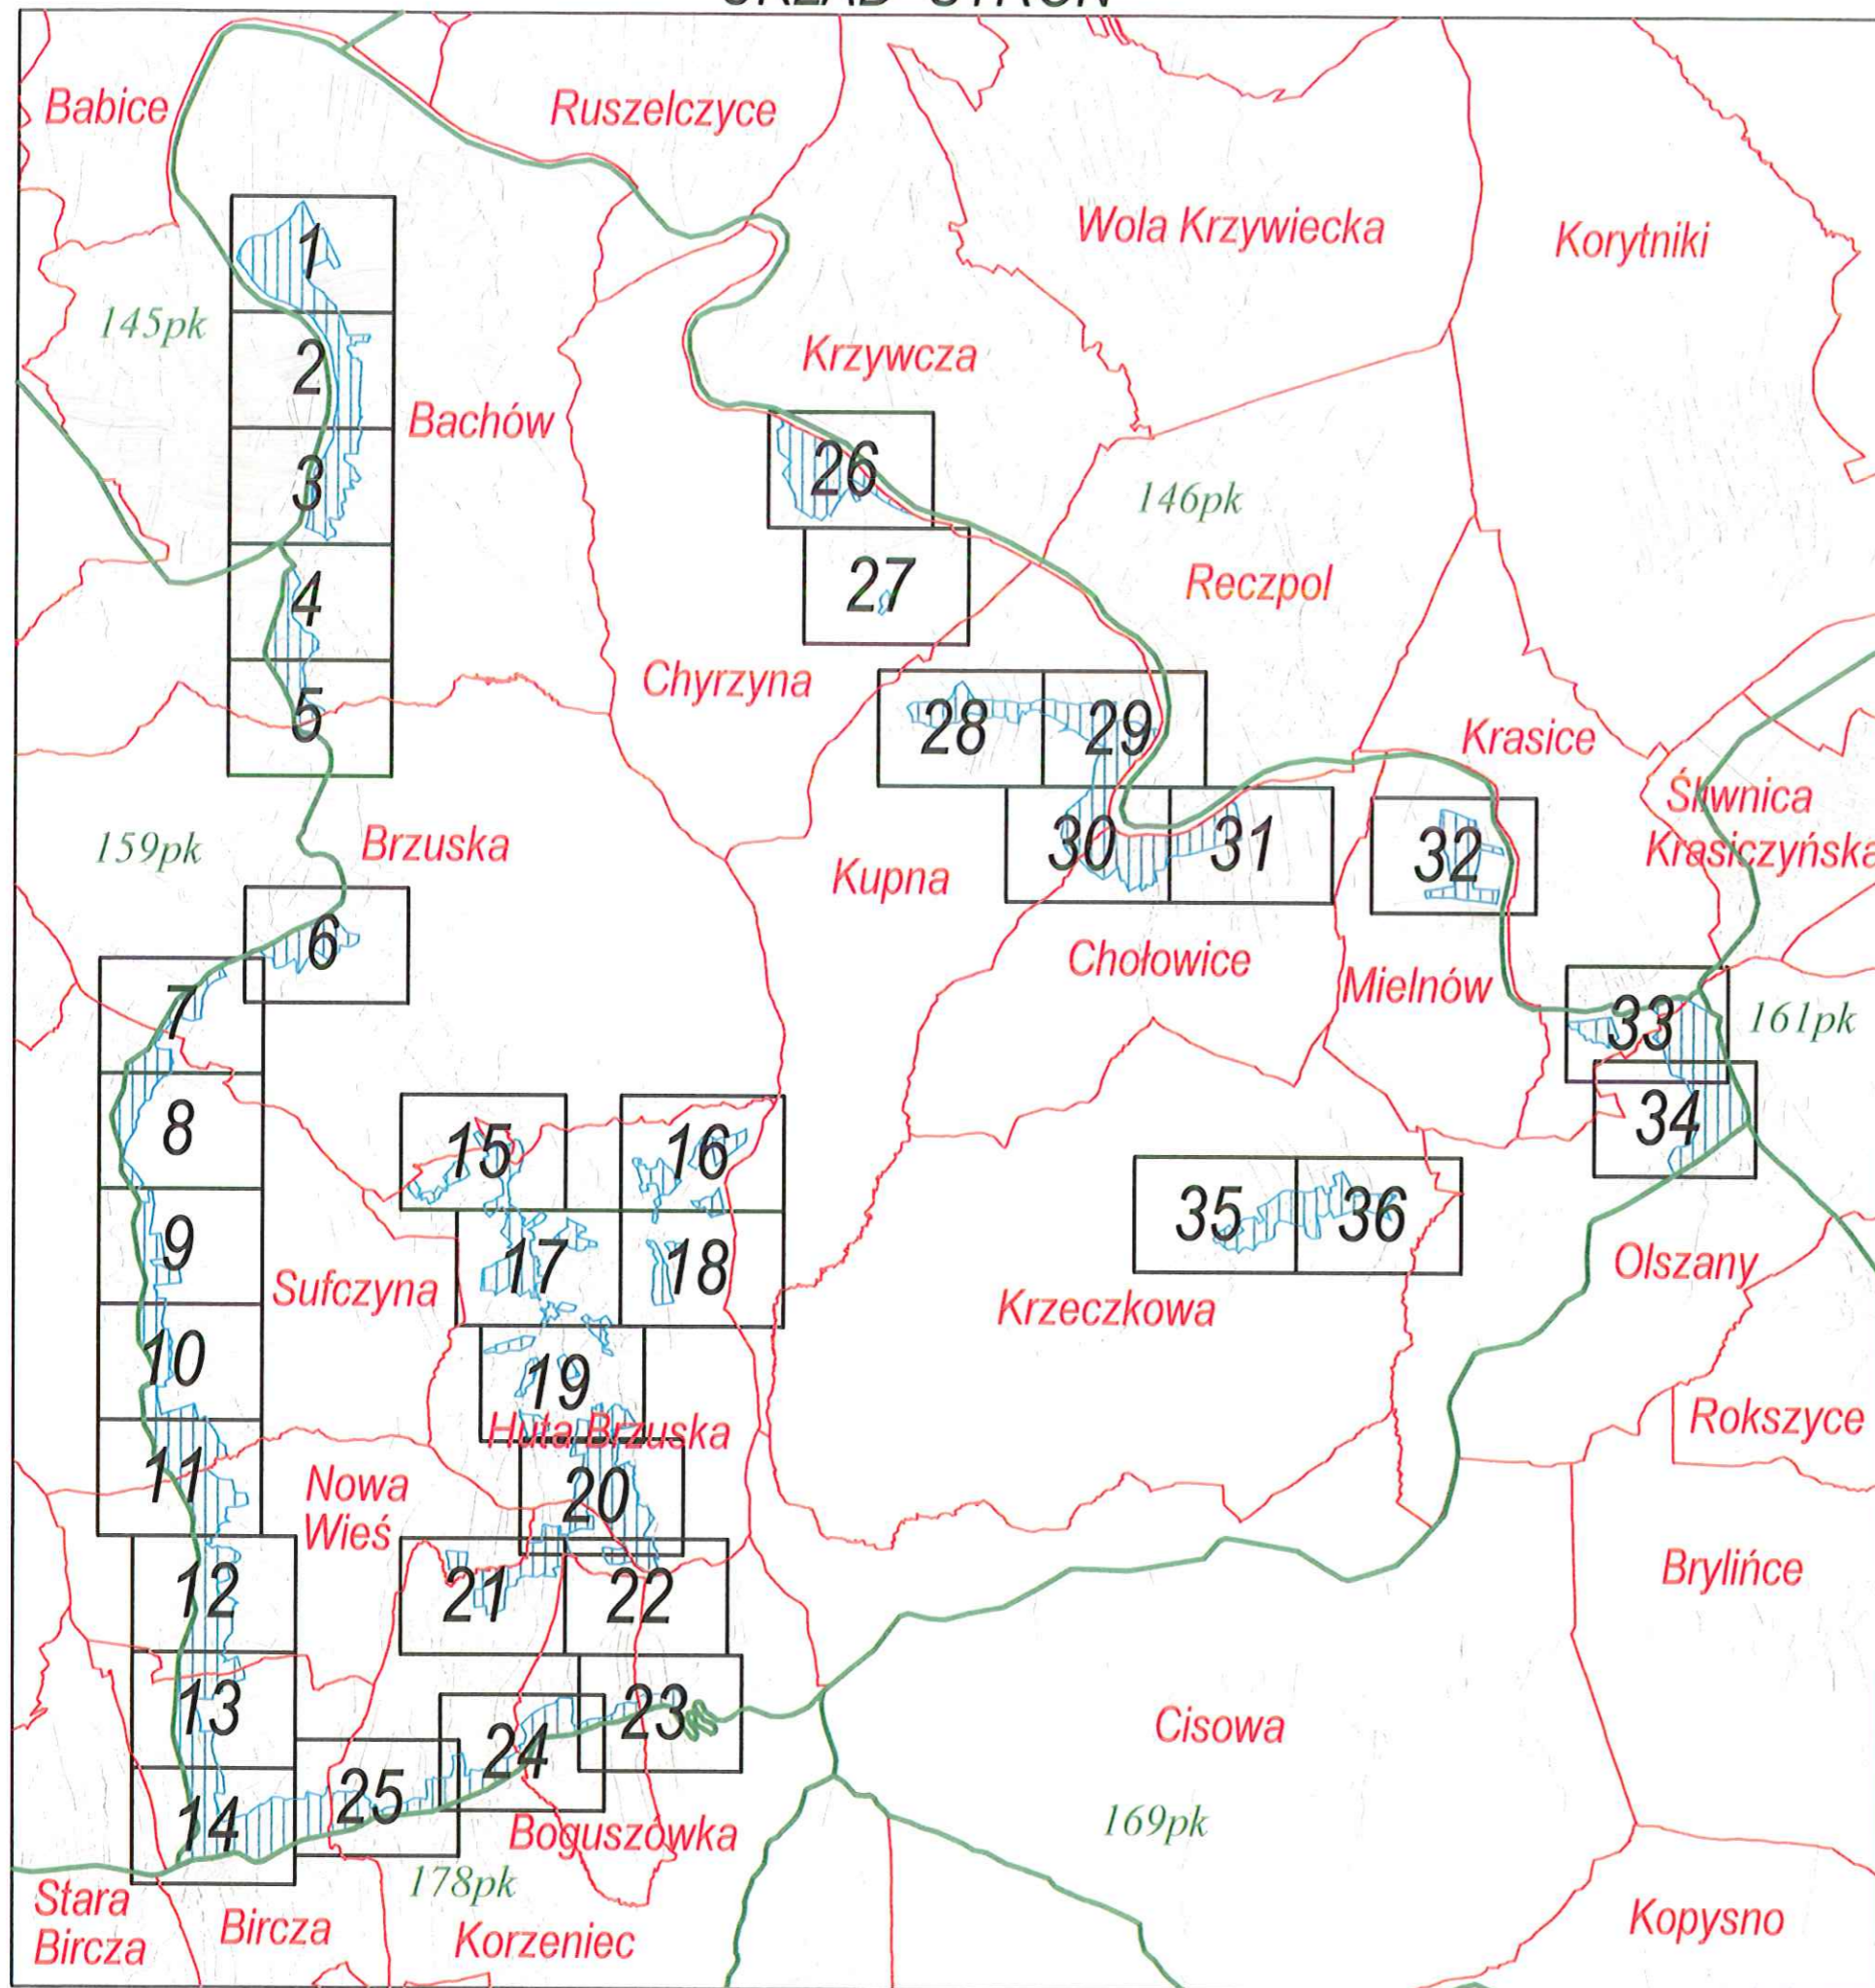 UKŁAD STRON
Babice
Ruszelczyce
Wola Krzywiecka
Korytniki
1
145pk
2
Krzywcza
Bachów
26
3
146pk
27
Reczpol
4
Chyrzyna
5
28
29
Krasice
Śliwnica
Krasiczyńska
159pk
Brzuska
30
31
32
Kupna
6
Chołowice
Mielnów
7
33
161pk
8
34
15
16
35
36
9
17
18
Olszany
Sufczyna
Krzeczkowa
10
19
Rokszyce
Huta Brzuska
11
Nowa
Wieś
20
Brylińce
12
21
22
13
23
Cisowa
24
25
14
Boguszówka
169pk
178pk
Stara
Bircza
Bircza
Korzeniec
Kopysno